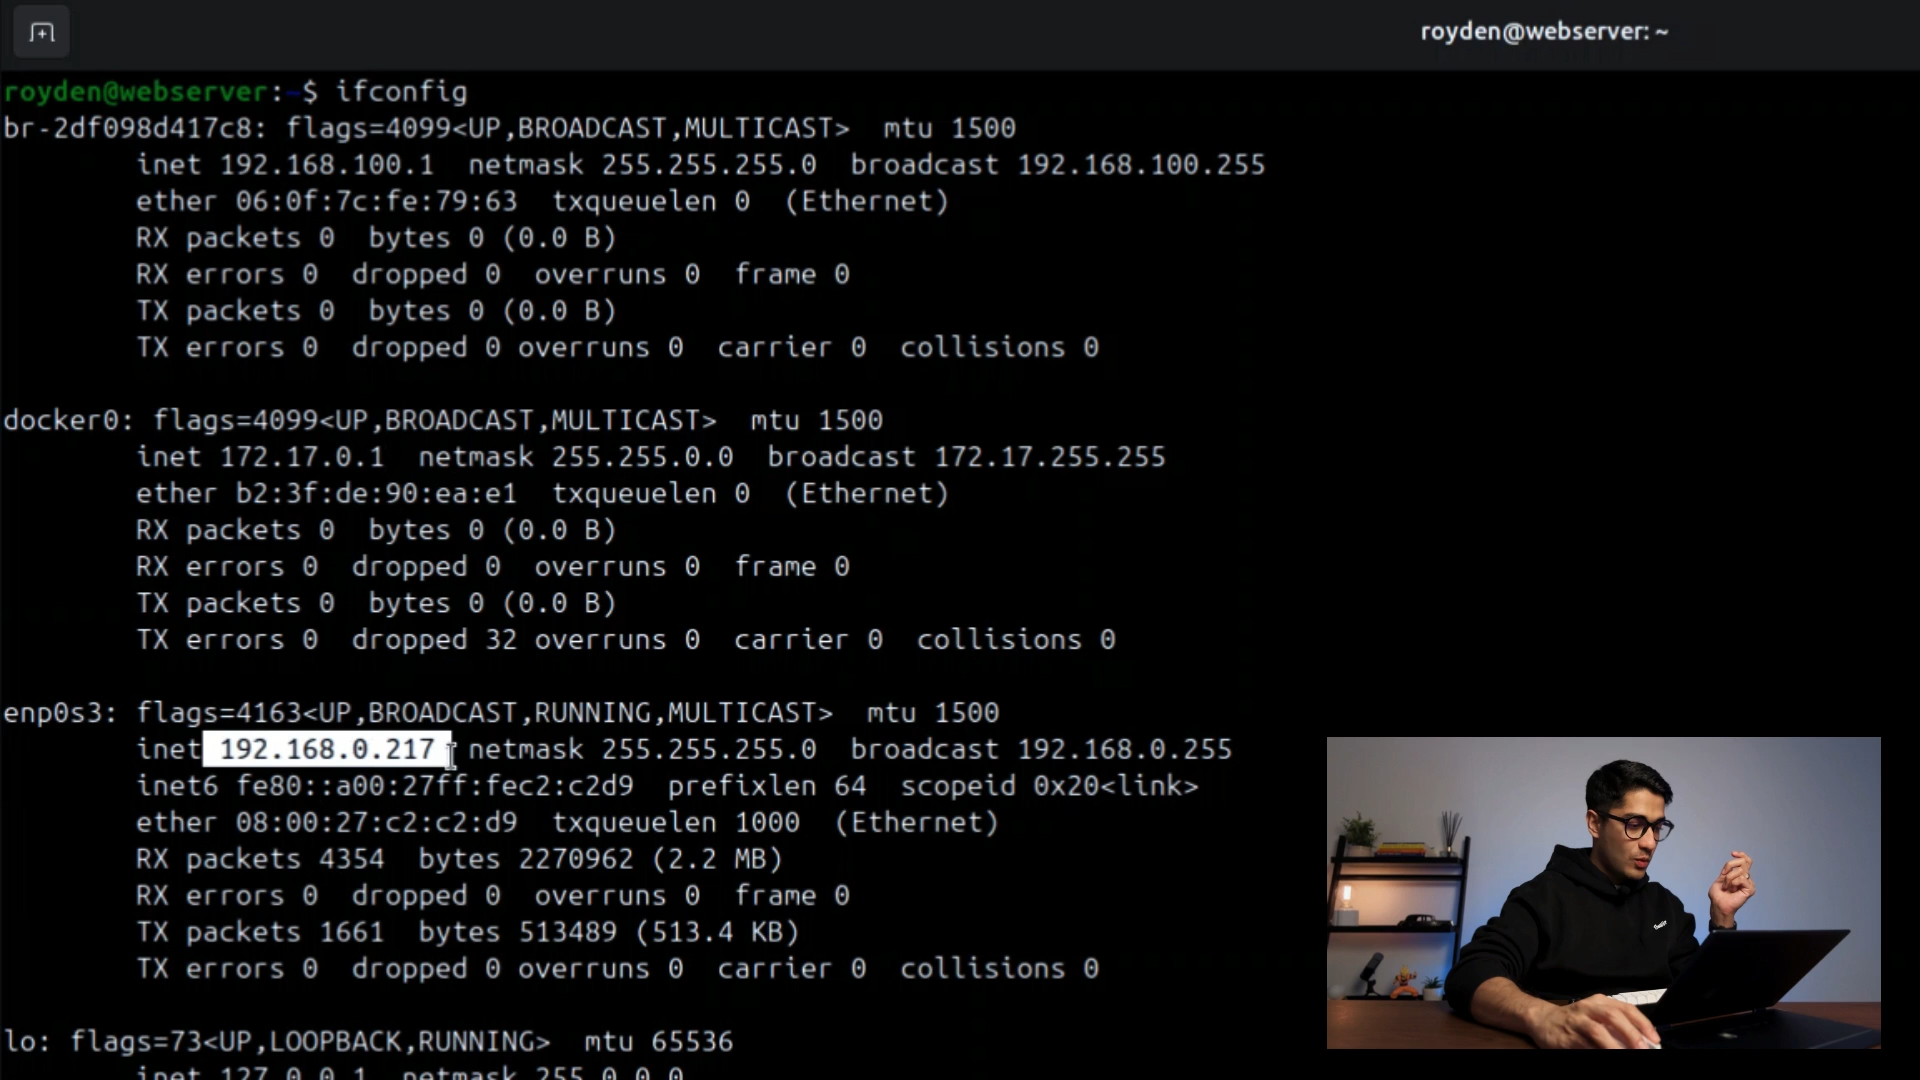 royden@webserver: ~
royden@webserver:~$ ifconfig
br-2df098d417c8: flags=4099<UP,BROADCAST,MULTICAST>  mtu 1500
inet 192.168.100.1  netmask 255.255.255.0  broadcast 192.168.100.255
ether 06:0f:7c:fe:79:63  txqueuelen 0  (Ethernet)
RX packets 0  bytes 0 (0.0 B)
RX errors 0  dropped 0  overruns 0  frame 0
TX packets 0  bytes 0 (0.0 B)
TX errors 0  dropped 0 overruns 0  carrier 0  collisions 0
docker0: flags=4099<UP,BROADCAST,MULTICAST>  mtu 1500
inet 172.17.0.1  netmask 255.255.0.0  broadcast 172.17.255.255
ether b2:3f:de:90:ea:e1  txqueuelen 0  (Ethernet)
RX packets 0  bytes 0 (0.0 B)
RX errors 0  dropped 0  overruns 0  frame 0
TX packets 0  bytes 0 (0.0 B)
TX errors 0  dropped 32 overruns 0  carrier 0  collisions 0
enp0s3: flags=4163<UP,BROADCAST,RUNNING,MULTICAST>  mtu 1500
inet 192.168.0.217  netmask 255.255.255.0  broadcast 192.168.0.255
inet6 fe80::a00:27ff:fec2:c2d9  prefixlen 64  scopeid 0x20<link>
ether 08:00:27:c2:c2:d9  txqueuelen 1000  (Ethernet)
RX packets 4354  bytes 2270962 (2.2 MB)
RX errors 0  dropped 0  overruns 0  frame 0
TX packets 1661  bytes 513489 (513.4 KB)
TX errors 0  dropped 0 overruns 0  carrier 0  collisions 0
lo: flags=73<UP,LOOPBACK,RUNNING>  mtu 65536
inet 127.0.0.1  netmask 255.0.0.0